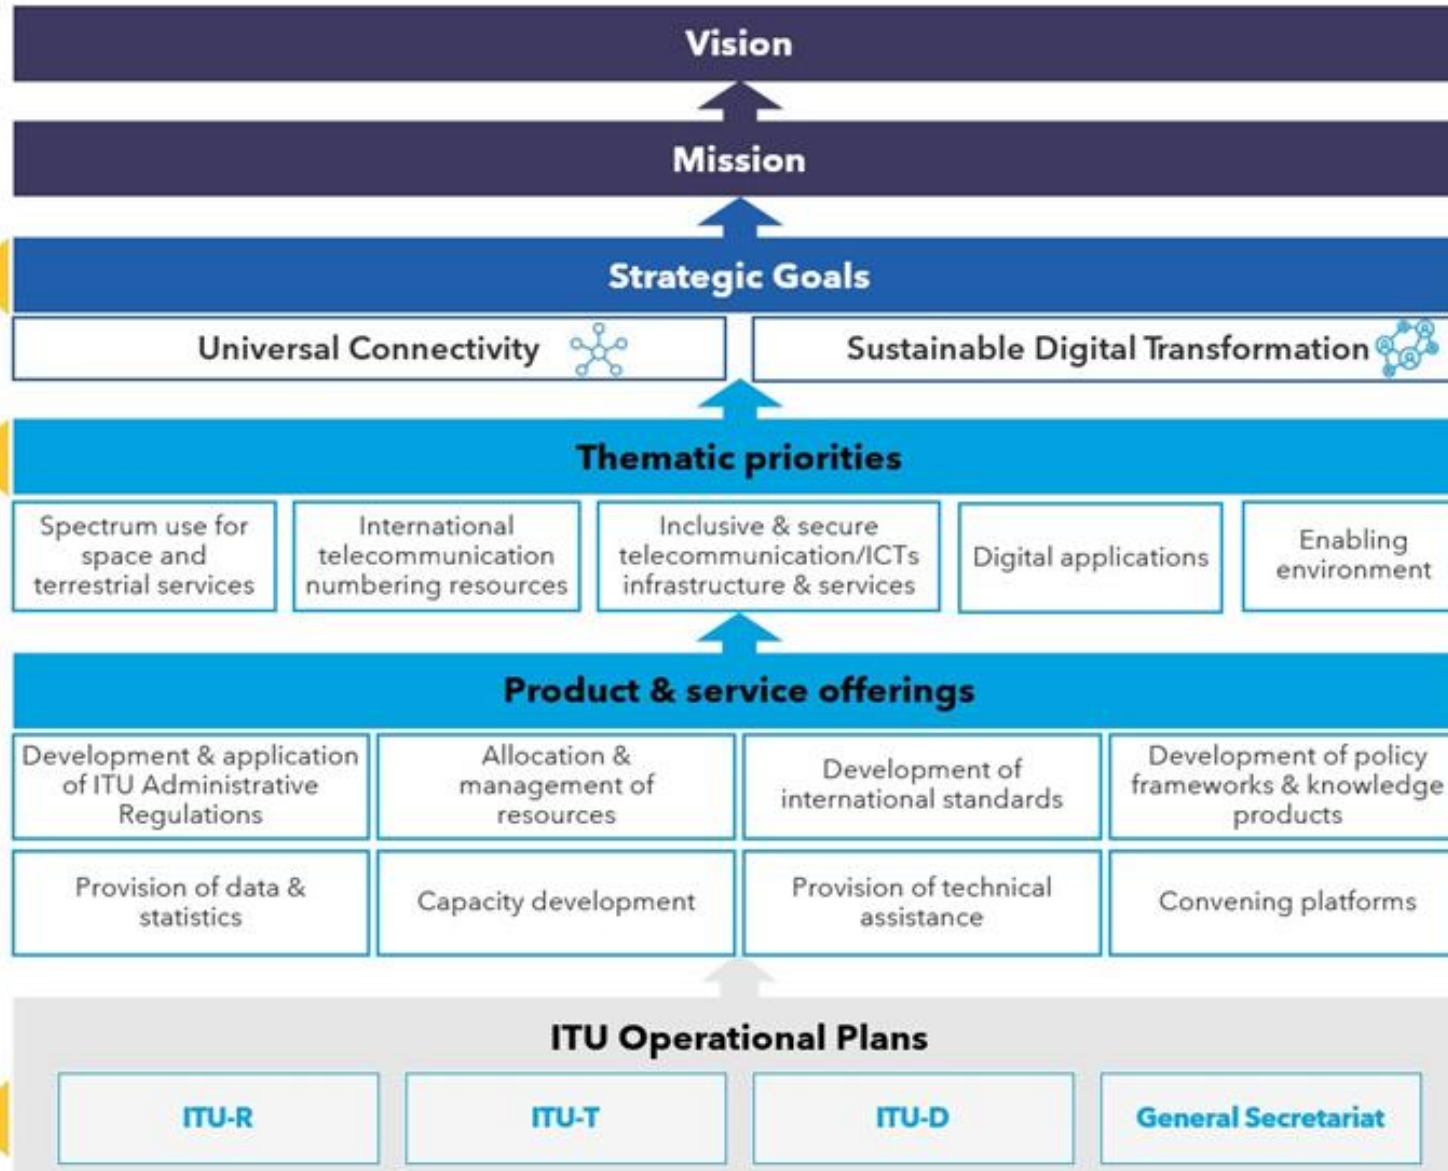 Vision
Mission
Strategic Goals
Universal Connectivity
Sustainable Digital Transformation
Thematic priorities
Spectrum use for
space and
terrestrial services
International
telecommunication
numbering resources
Inclusive & secure
telecommunication/ICTs
infrastructure & services
Digital applications
Enabling
environment
Product & service offerings
Development & application
of ITU Administrative
Regulations
Allocation &
management of
resources
Development of
international standards
Development of policy
frameworks & knowledge
products
Provision of data &
statistics
Capacity development
Provision of technical
assistance
Convening platforms
ITU Operational Plans
ITU-R
ITU-T
ITU-D
General Secretariat